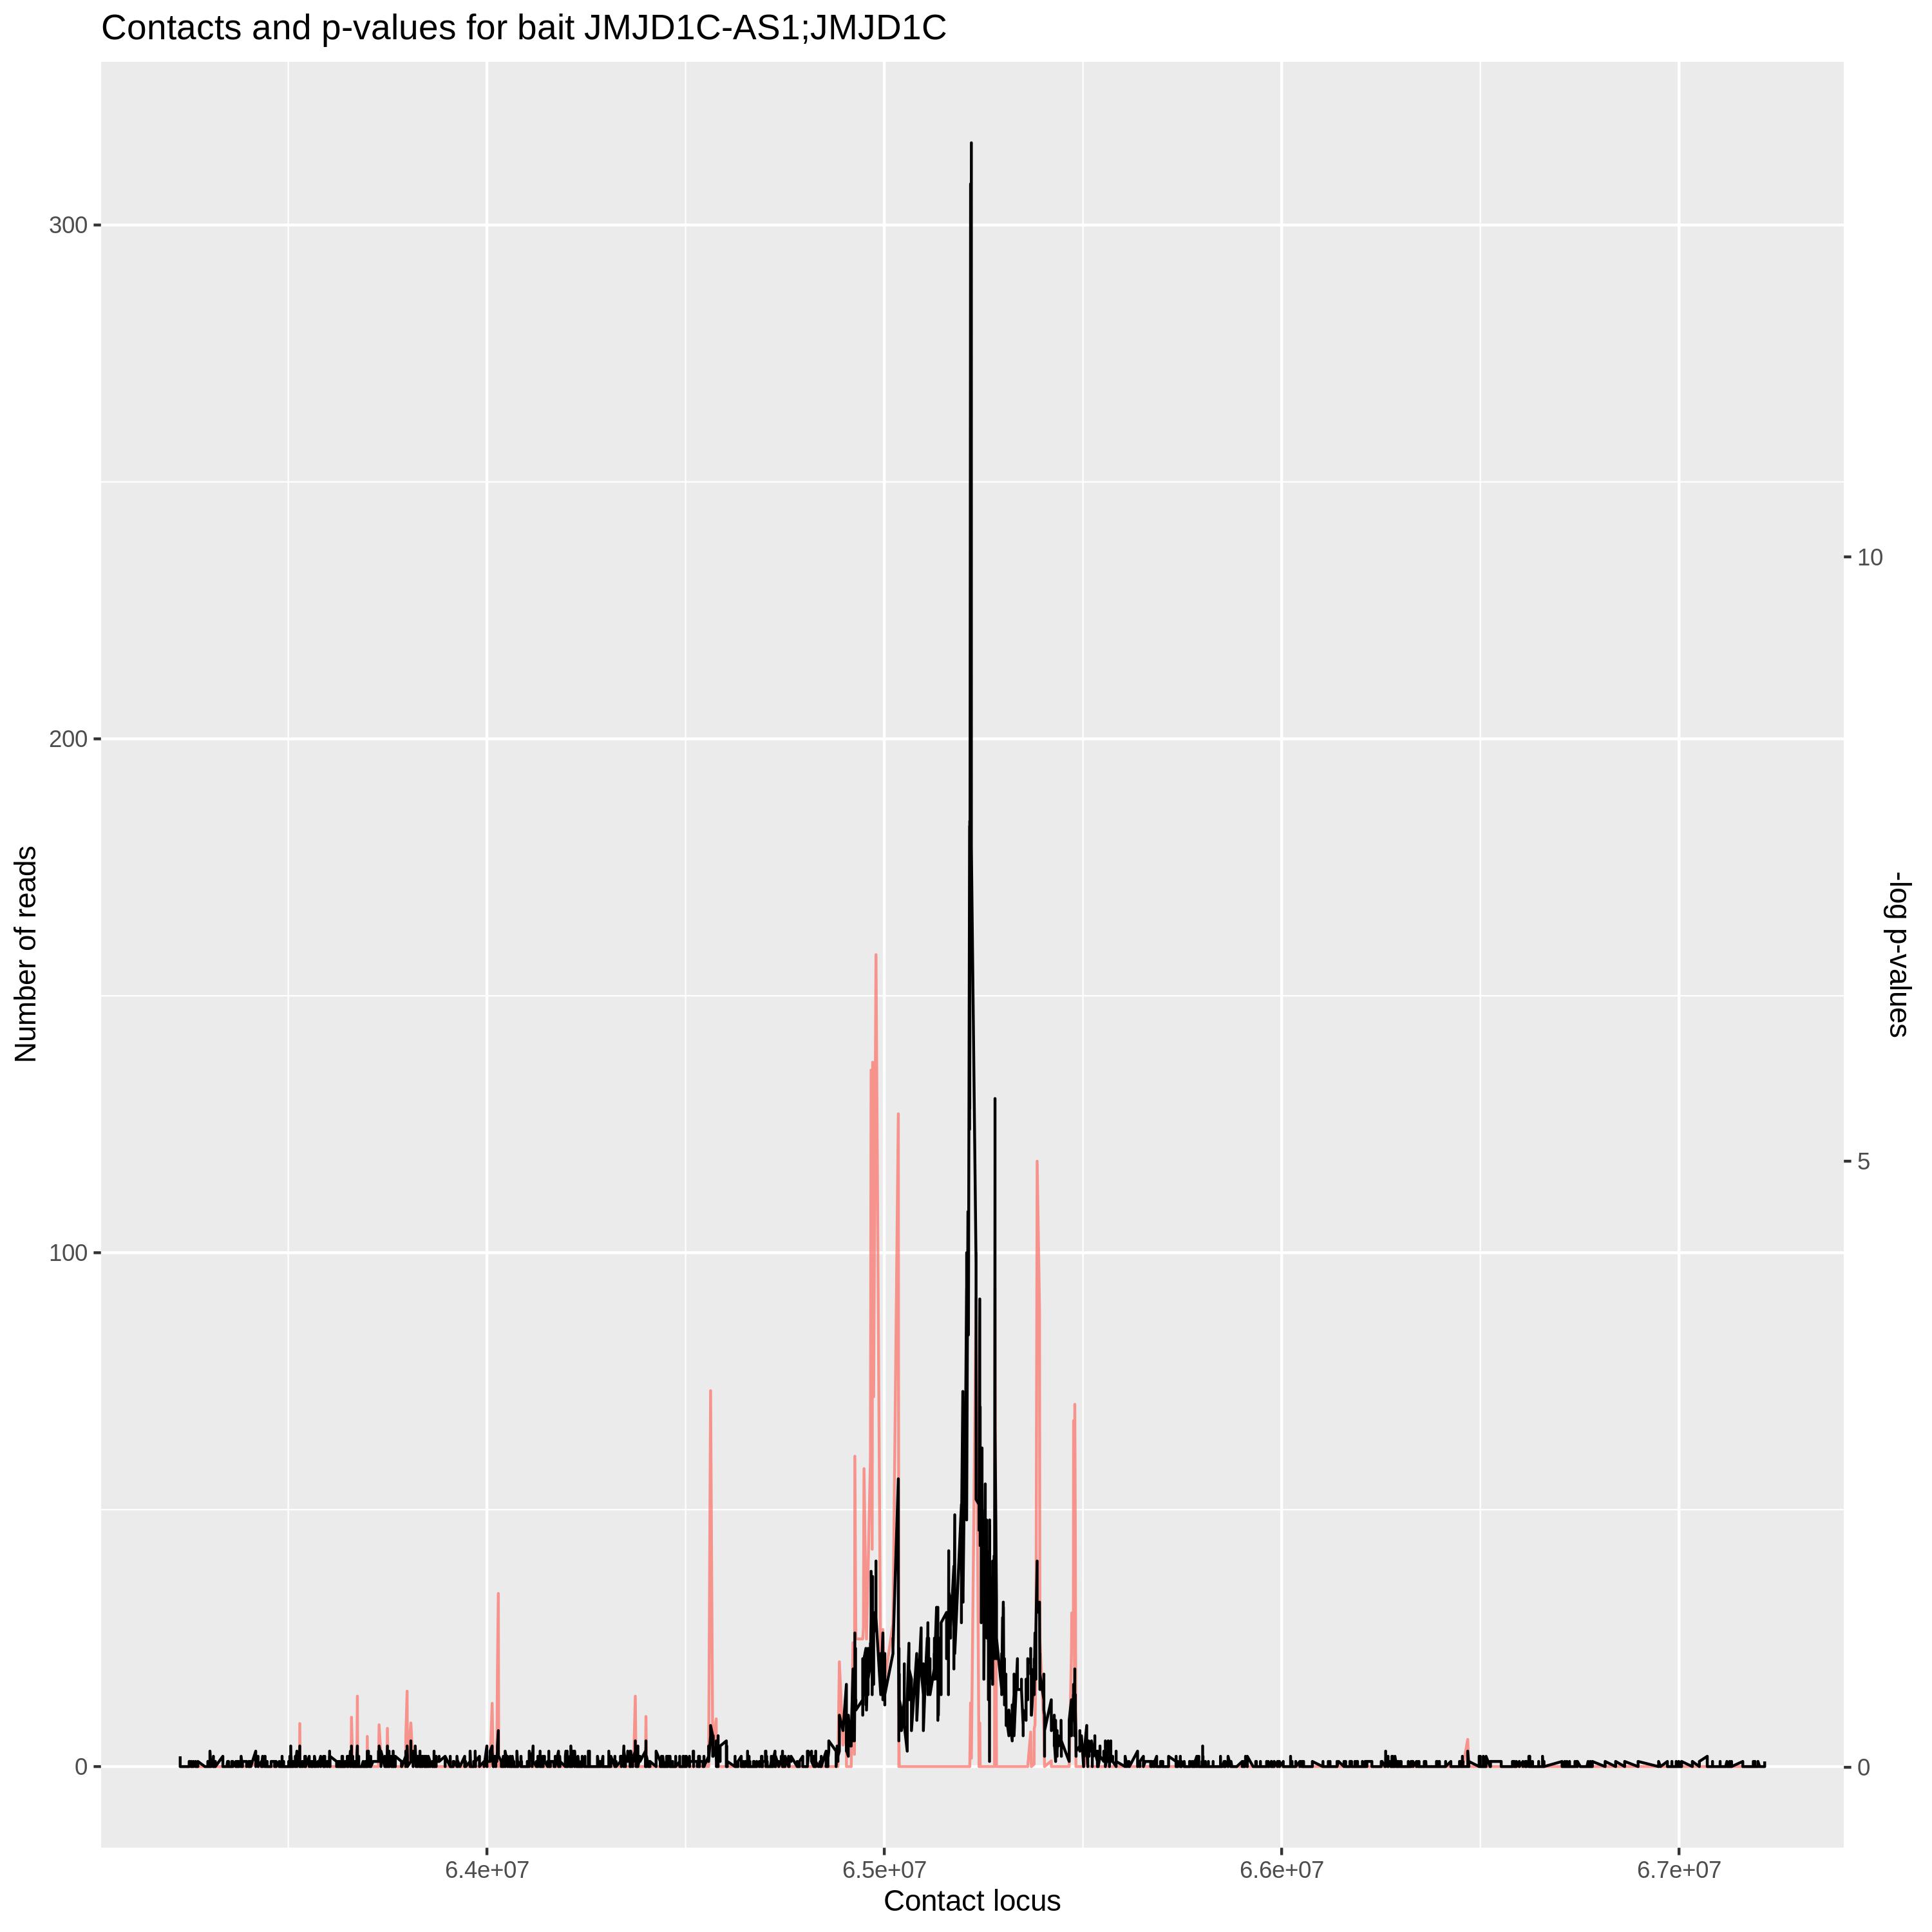 Contacts and p-values for bait JMJD1C-AS1;JMJD1C
300
200
100
0
Number of reads
10
5
0
-log p-values
6.4e+07
6.5e+07
6.6e+07
6.7e+07
Contact locus